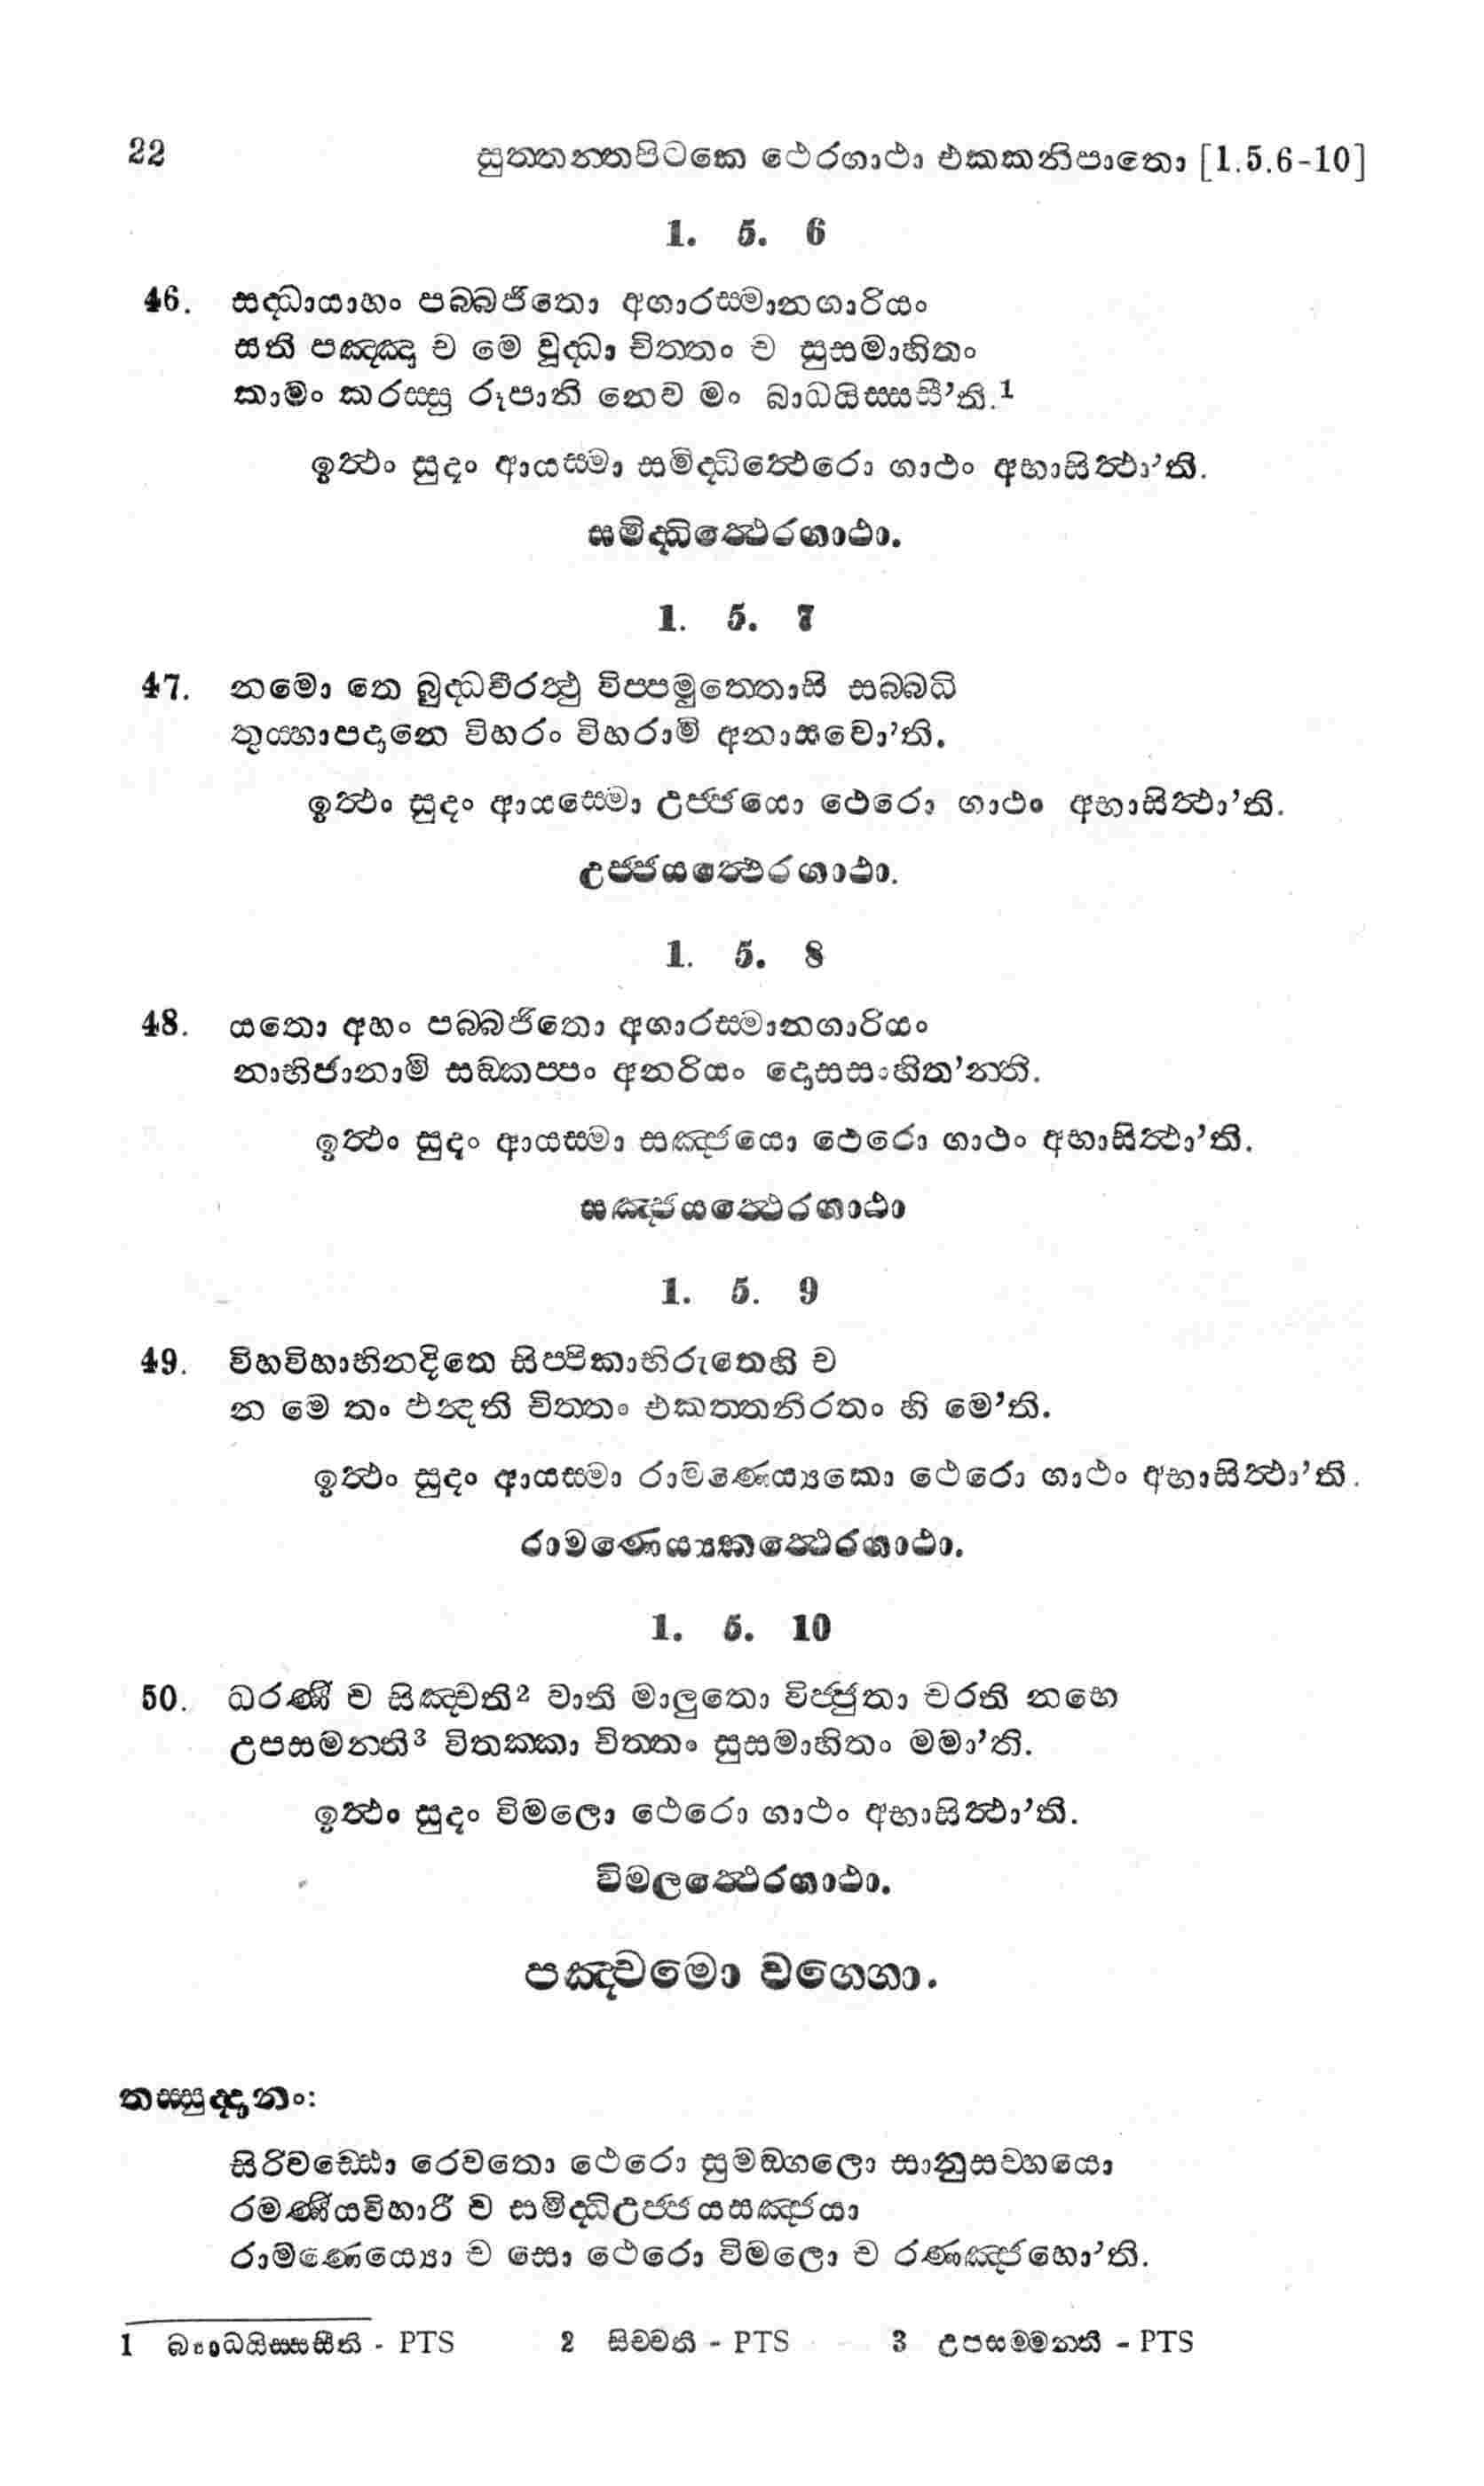 22 සුත්තන්තපිටකෙ ථෙරගාථා එකකනිපාතො [1.5.6-10]
1. 5. 6
46. සද්ධායාහං පබ්බජිතො අගාරස්මානගාරියං
සති පඤ්ඤා ච මෙ වුද්ධා චිත්තං ච සුසමාහිතං
කාමං කරස්සු රූපානි නෙව මං බාධයිස්සසී’ති.1
ඉත්ථං සුදං ආයස්මා සමිද්ධිත්ථෙරො ගාථං අභාසිත්ථා’ති.
සමිද්ධිත්ථෙරගාථා.
1. 5. 7
47. නමො තෙ බුද්ධවීරත්ථු විප්පමුත්තොසි සබ්බධි
තුය්හාපදානෙ විහරං විහරාමි අනාසවො’ති.
ඉත්ථං සුදං ආයස්මා උජ්ජයො ථෙරො ගාථං අභාසිත්ථා’ති.
උජ්ජයත්ථෙරගාථා.
1. 5. 8
48. යතො අහං පබ්බජිතො අගාරස්මානගාරියං
නාභිජානාමි සඞ්කප්පං අනරියං දොසසංහිත’න්ති.
ඉත්ථං සුදං ආයස්මා සඤ්ජයො ථෙරො ගාථං අභාසිත්ථා’ති.
සඤ්ජයත්ථෙරගාථා
1. 5. 9
49. විහවිහාභිනදිතෙ සිප්පිකාභිරුතෙහි ච
න මෙ තං ඵන්දති චිත්තං එකත්තනිරතං හි මෙ’ති.
ඉත්ථං සුදං ආයස්මා රාමණෙය්‍යකො ථෙරො ගාථං අභාසිත්ථා’ති.
රාමණෙය්‍යකත්ථෙරගාථා.
1. 5. 10
50. ධරණී ච සිඤ්චති2 වාති මාලුතො විජ්ජුතා චරති නභෙ
උපසමන්ති3 විතක්කා චිත්තං සුසමාහිතං මමා’ති.
ඉත්ථං සුදං විමලො ථෙරො ගාථං අභාසිත්ථා’ති.
විමලත්ථෙරගාථා.
පඤ්චමො වග්ගො.
තස්සුද්දානං:
සිරිවඩ්ඪො රෙවතො ථෙරො සුමඞ්ගලො සානුසව්හයො
රමණීයවිහාරී ච සමිද්ධිඋජ්ජයසඤ්ජයා
රාමණෙය්‍යො ච සො ථෙරො විමලො ච රණඤ්ජහො’ති.
1 බ්‍යාධයිස්සසීති - PTS 2 සිච්චති - PTS 3 උපසම්මන්ති - PTS